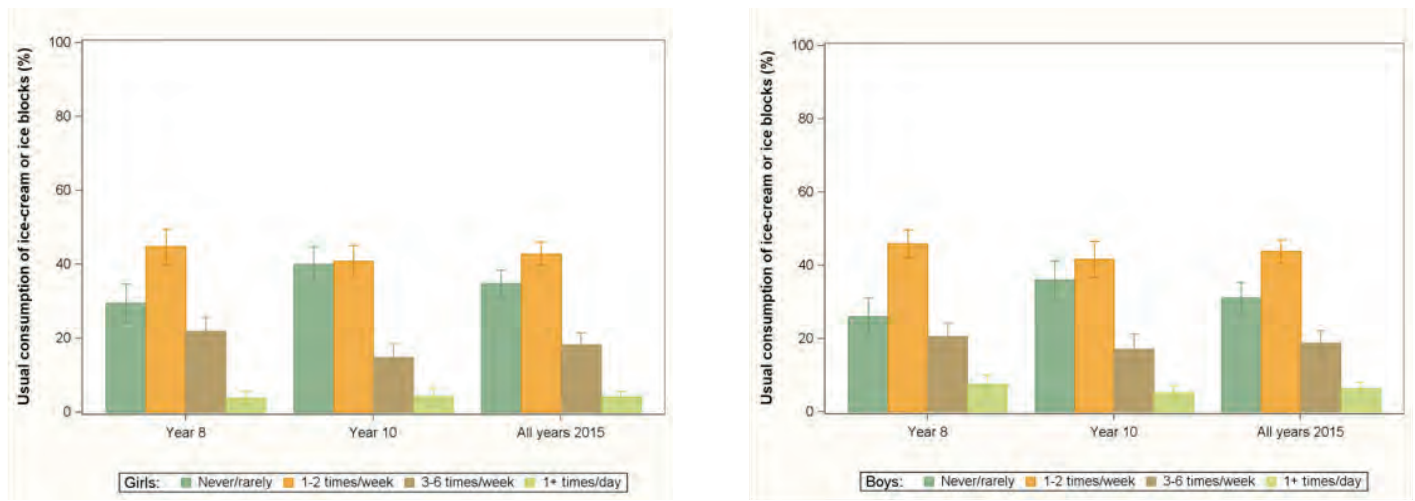 Usual consumption of ice-cream or ice blocks (%)
100
80
60
40
20
0
Year 8 Year 10 All years 2015
Girls: Never/rarely 1-2 times/week 3-6 times/week 1+ times/day
Usual consumption of ice-cream or ice blocks (%)
100
80
60
40
20
0
Year 8 Year 10 All years 2015
Boys: Never/rarely 1-2 times/week 3-6 times/week 1+ times/day